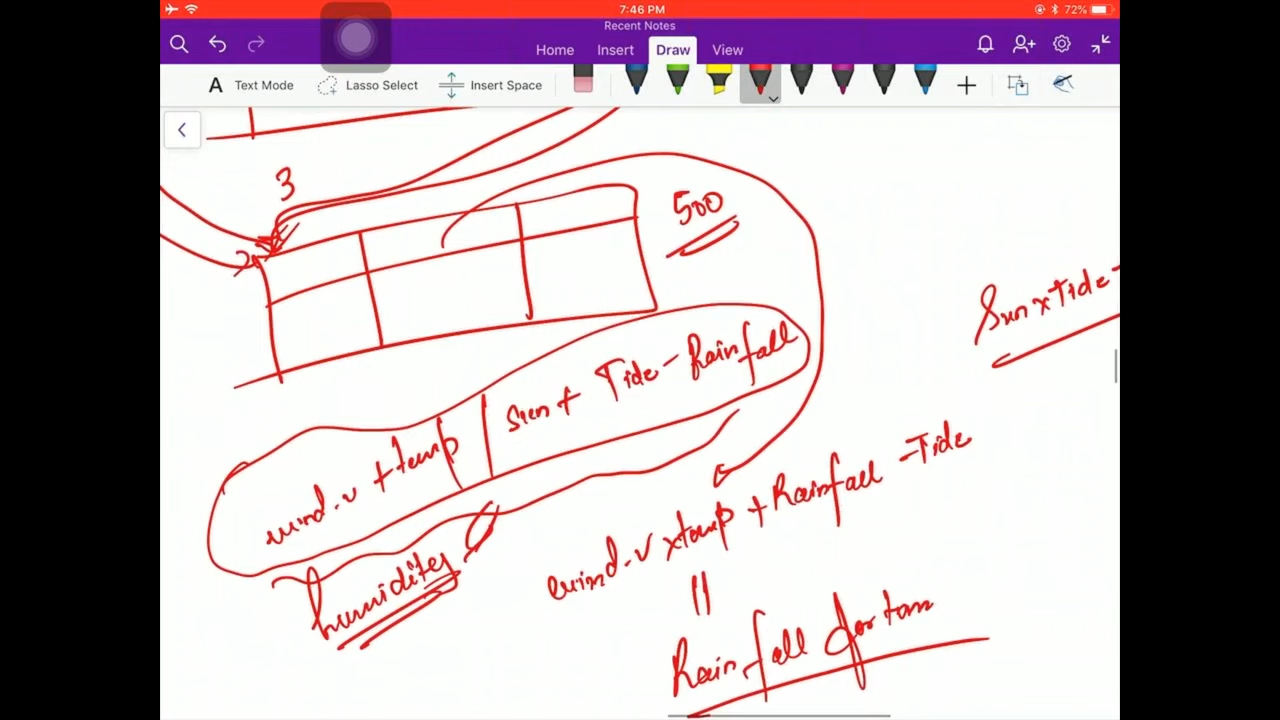 7:46 PM
72%
Recent Notes
Home Insert Draw View
A Text Mode Lasso Select Insert Space
3
500
Sun x Tide -
wind.v + temp | Sun + Tide - Rainfall
humidity
wind.v x temp + Rainfall - Tide
=
Rainfall for tom